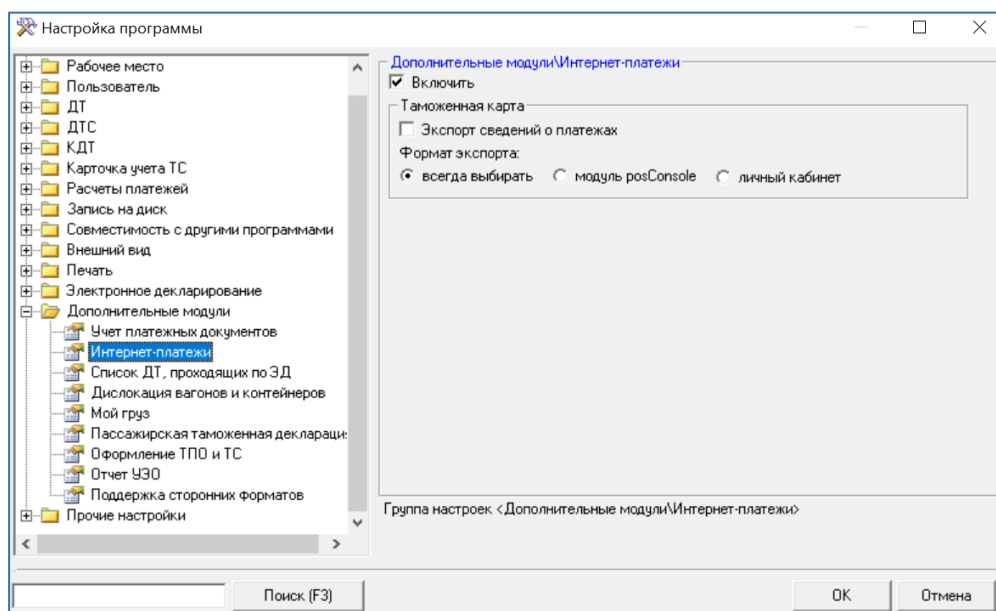 Настройка программы
Рабочее место
Пользователь
ДТ
ДТС
КДТ
Карточка учета ТС
Расчеты платежей
Запись на диск
Совместимость с другими программами
Внешний вид
Печать
Электронное декларирование
Дополнительные модули
Учет платежных документов
Интернет-платежи
Список ДТ, проходящих по ЭД
Дислокация вагонов и контейнеров
Мой груз
Пассажирская таможенная деклараци
Оформление ТПО и ТС
Отчет УЭО
Поддержка сторонних форматов
Прочие настройки
Дополнительные модули\Интернет-платежи
Включить
Таможенная карта
Экспорт сведений о платежах
Формат экспорта:
всегда выбирать модуль posConsole личный кабинет
Группа настроек <Дополнительные модули\Интернет-платежи>
Поиск (F3) OK Отмена